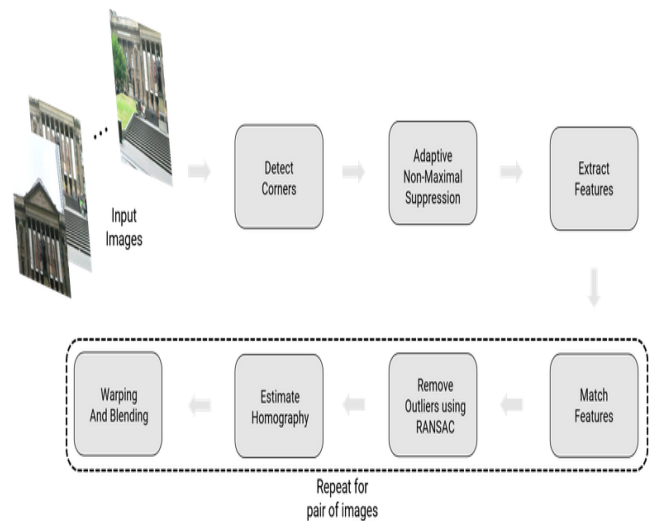 Input
Images
Detect
Corners
Adaptive
Non-Maximal
Suppression
Extract
Features
Match
Features
Remove
Outliers using
RANSAC
Estimate
Homography
Warping
And Blending
Repeat for
pair of images